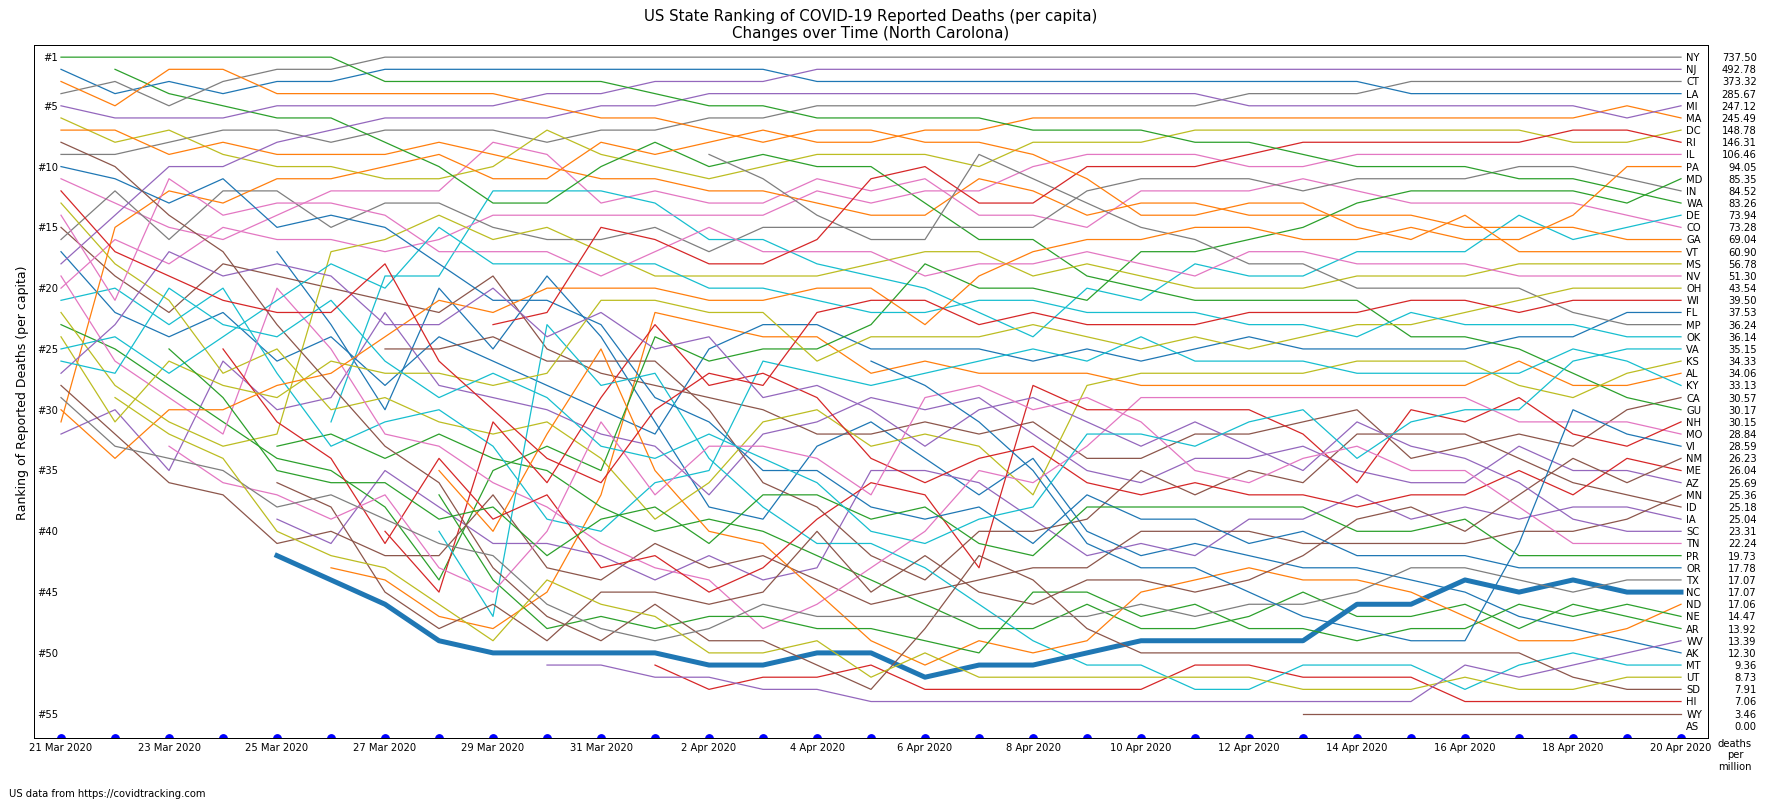 US State Ranking of COVID-19 Reported Deaths (per capita)
Changes over Time (North Carolona)
Ranking of Reported Deaths (per capita)
#1
#5
#10
#15
#20
#25
#30
#35
#40
#45
#50
#55
NY 737.50
NJ 492.78
CT 373.32
LA 285.67
MI 247.12
MA 245.49
DC 148.78
RI 146.31
IL 106.46
PA 94.05
MD 85.35
IN 84.52
WA 83.26
DE 73.94
CO 73.28
GA 69.04
VT 60.90
MS 56.78
NV 51.30
OH 43.54
WI 39.50
FL 37.53
MP 36.24
OK 36.14
VA 35.15
KS 34.33
AL 34.06
KY 33.13
CA 30.57
GU 30.17
NH 30.15
MO 28.84
VI 28.59
NM 26.23
ME 26.04
AZ 25.69
MN 25.36
ID 25.18
IA 25.04
SC 23.31
TN 22.24
PR 19.73
OR 17.78
TX 17.07
NC 17.07
ND 17.06
NE 14.47
AR 13.92
WV 13.39
AK 12.30
MT 9.36
UT 8.73
SD 7.91
HI 7.06
WY 3.46
AS 0.00
21 Mar 2020 23 Mar 2020 25 Mar 2020 27 Mar 2020 29 Mar 2020 31 Mar 2020 2 Apr 2020 4 Apr 2020 6 Apr 2020 8 Apr 2020 10 Apr 2020 12 Apr 2020 14 Apr 2020 16 Apr 2020 18 Apr 2020 20 Apr 2020
deaths
per
million
US data from https://covidtracking.com